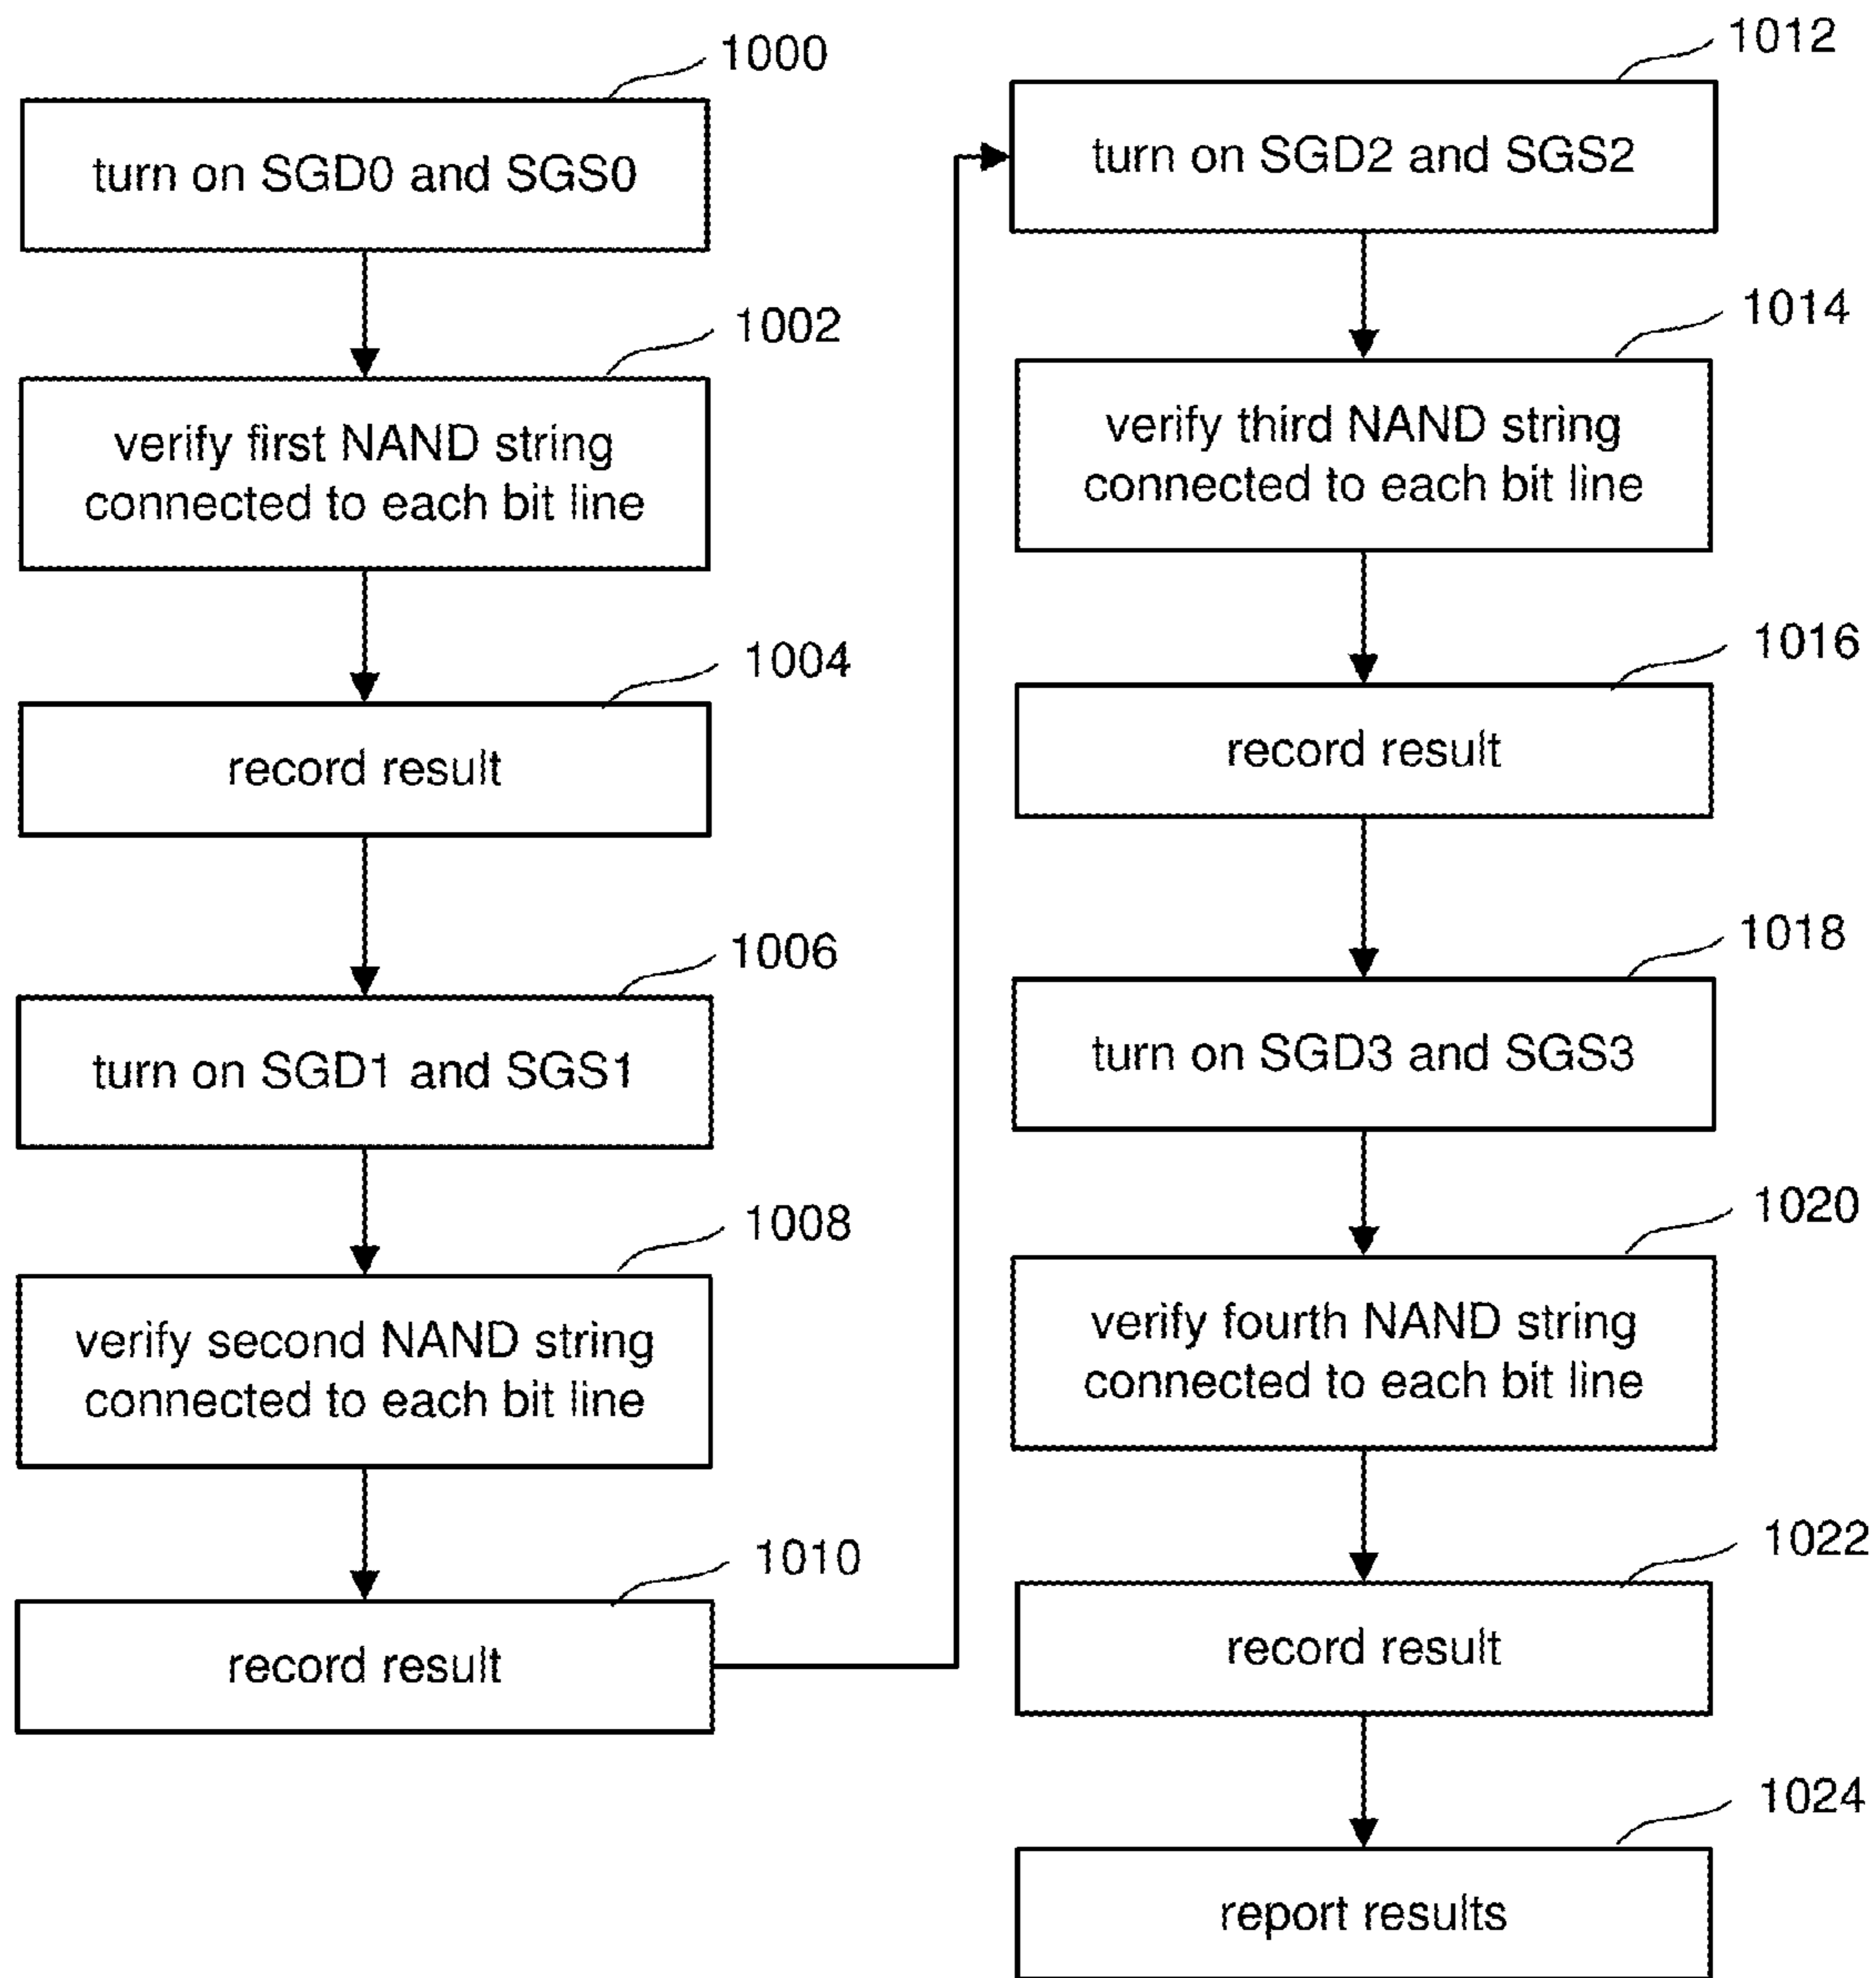 1000
turn on SGD0 and SGS0
1002
verify first NAND string
connected to each bit line
1004
record result
1006
turn on SGD1 and SGS1
1008
verify second NAND string
connected to each bit line
1010
record result
1012
turn on SGD2 and SGS2
1014
verify third NAND string
connected to each bit line
1016
record result
1018
turn on SGD3 and SGS3
1020
verify fourth NAND string
connected to each bit line
1022
record result
1024
report results